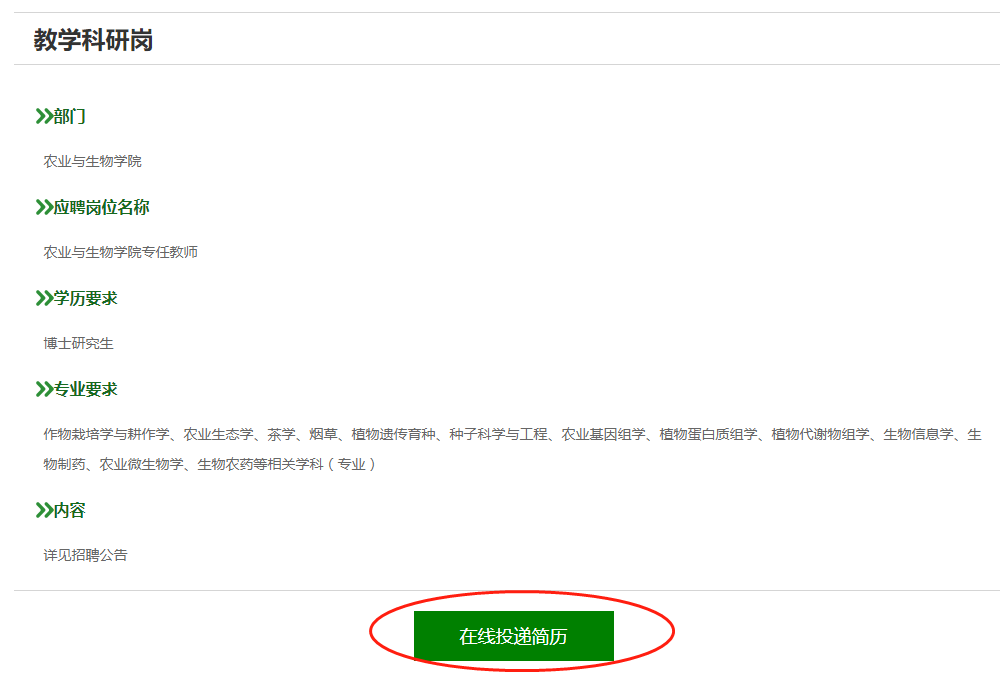 教学科研岗
部门
农业与生物学院
应聘岗位名称
农业与生物学院专任教师
学历要求
博士研究生
专业要求
作物栽培学与耕作学、农业生态学、茶学、烟草、植物遗传育种、种子科学与工程、农业基因组学、植物蛋白质组学、植物代谢物组学、生物信息学、生
物制药、农业微生物学、生物农药等相关学科（专业）
内容
详见招聘公告
在线投递简历